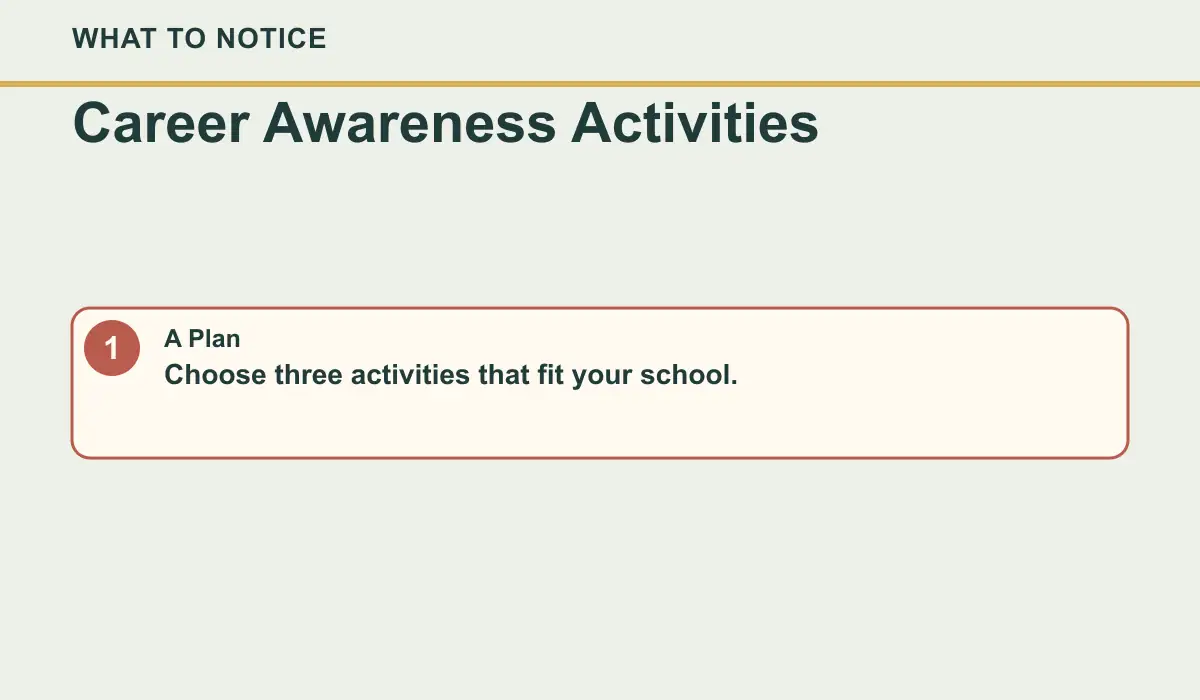 WHAT TO NOTICE
Career Awareness Activities
1
A Plan
Choose three activities that fit your school.